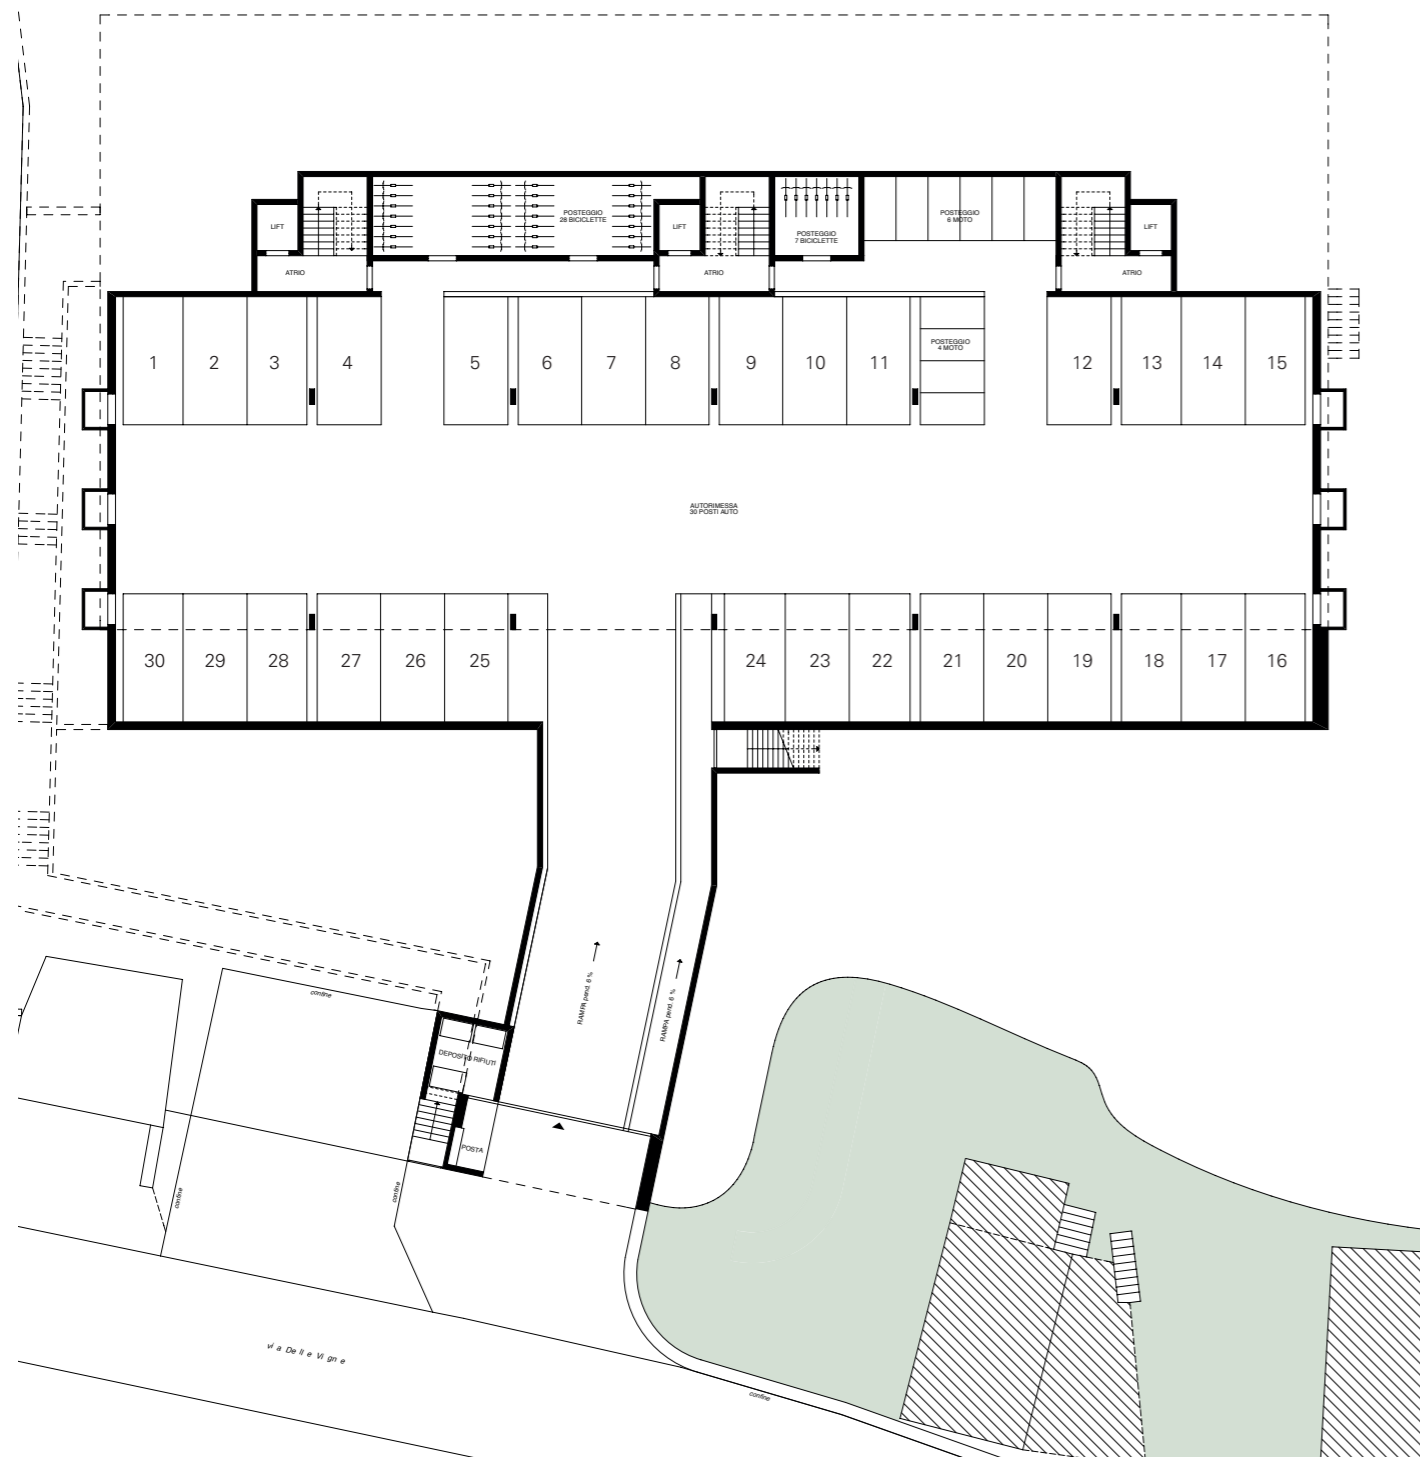 POSTEGGIO
28 BICICLETTE
POSTEGGIO
6 MOTO
LIFT
LIFT
LIFT
POSTEGGIO
7 BICICLETTE
ATRIO
ATRIO
ATRIO
POSTEGGIO
4 MOTO
1 2 3 4 5 6 7 8 9 10 11 12 13 14 15
AUTORIMESSA
30 POSTI AUTO
30 29 28 27 26 25 24 23 22 21 20 19 18 17 16
RAMPA pend. 6 %
RAMPA pend. 6 %
confine
DEPOSITO RIFIUTI
POSTA
confine
confine
via Delle Vigne
confine